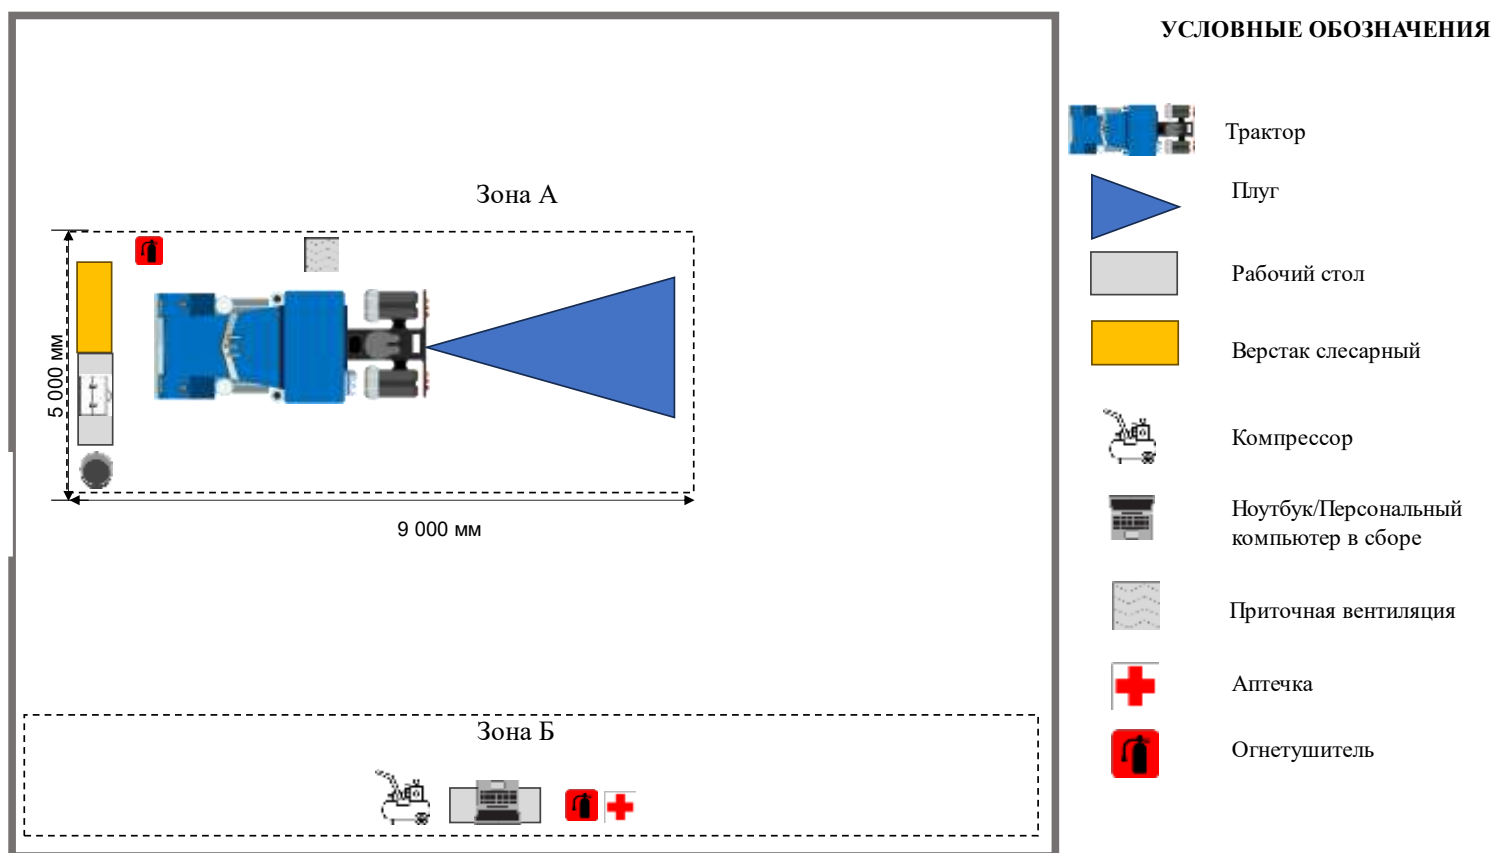 УСЛОВНЫЕ ОБОЗНАЧЕНИЯ
Трактор
Плуг
Рабочий стол
Верстак слесарный
Компрессор
Ноутбук/Персональный
компьютер в сборе
Приточная вентиляция
Аптечка
Огнетушитель
Зона А
5 000 мм
9 000 мм
Зона Б